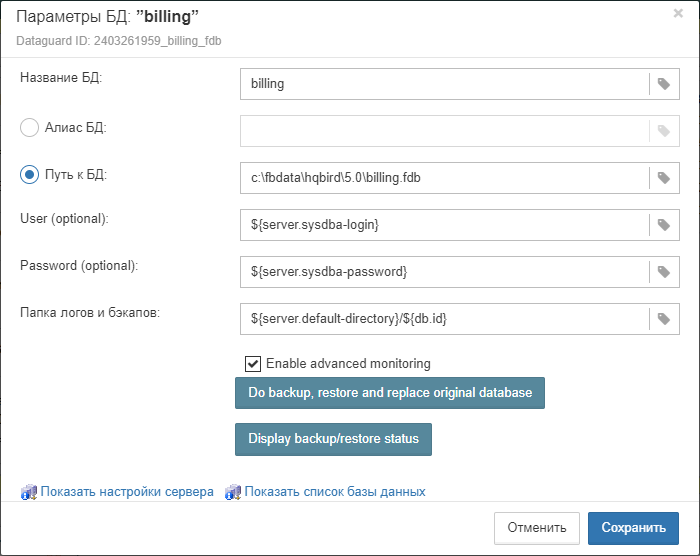 Параметры БД: ”billing”
×
Dataguard ID: 2403261959_billing_fdb
Название БД: billing
Алиас БД:
Путь к БД: c:\fbdata\hqbird\5.0\billing.fdb
User (optional): ${server.sysdba-login}
Password (optional): ${server.sysdba-password}
Папка логов и бэкапов: ${server.default-directory}/${db.id}
Enable advanced monitoring
Do backup, restore and replace original database
Display backup/restore status
Показать настройки сервера Показать список базы данных
Отменить Сохранить